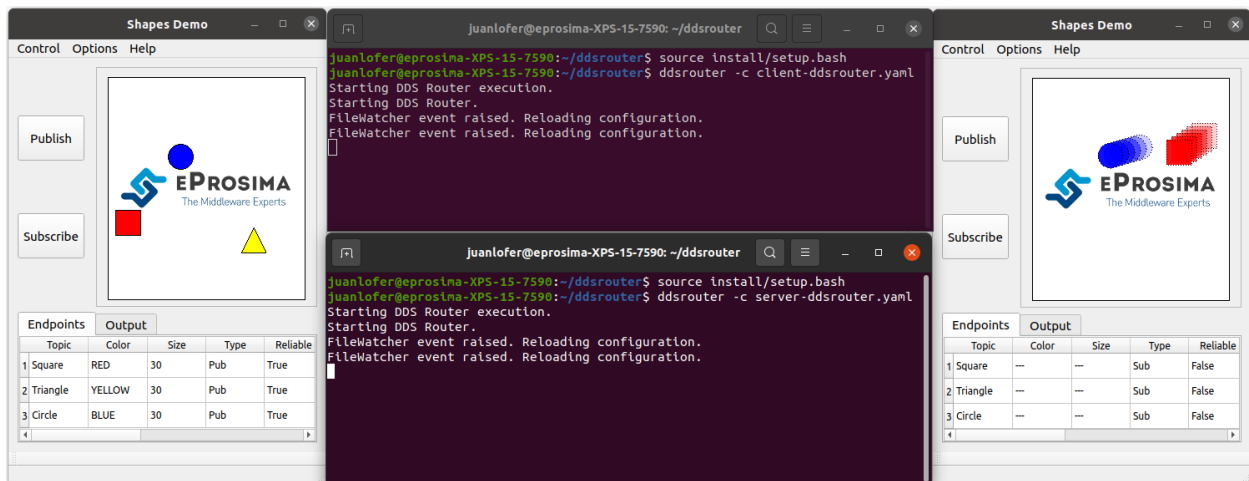 Shapes Demo
Control Options Help
Publish
Subscribe
EPROSIMA
The Middleware Experts
Endpoints Output
Topic Color Size Type Reliable
1 Square RED 30 Pub True
2 Triangle YELLOW 30 Pub True
3 Circle BLUE 30 Pub True
juanlofer@eprosima-XPS-15-7590: ~/ddsrouter
juanlofer@eprosima-XPS-15-7590:~/ddsrouter$ source install/setup.bash
juanlofer@eprosima-XPS-15-7590:~/ddsrouter$ ddsrouter -c client-ddsrouter.yaml
Starting DDS Router execution.
Starting DDS Router.
FileWatcher event raised. Reloading configuration.
FileWatcher event raised. Reloading configuration.
juanlofer@eprosima-XPS-15-7590: ~/ddsrouter
juanlofer@eprosima-XPS-15-7590:~/ddsrouter$ source install/setup.bash
juanlofer@eprosima-XPS-15-7590:~/ddsrouter$ ddsrouter -c server-ddsrouter.yaml
Starting DDS Router execution.
Starting DDS Router.
FileWatcher event raised. Reloading configuration.
FileWatcher event raised. Reloading configuration.
Shapes Demo
Control Options Help
Publish
Subscribe
EPROSIMA
The Middleware Experts
Endpoints Output
Topic Color Size Type Reliable
1 Square --- --- Sub False
2 Triangle --- --- Sub False
3 Circle --- --- Sub False